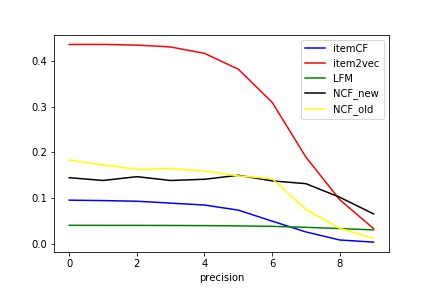 0.4
0.3
0.2
0.1
0.0
itemCF
item2vec
LFM
NCF_new
NCF_old
0 2 4 6 8
precision